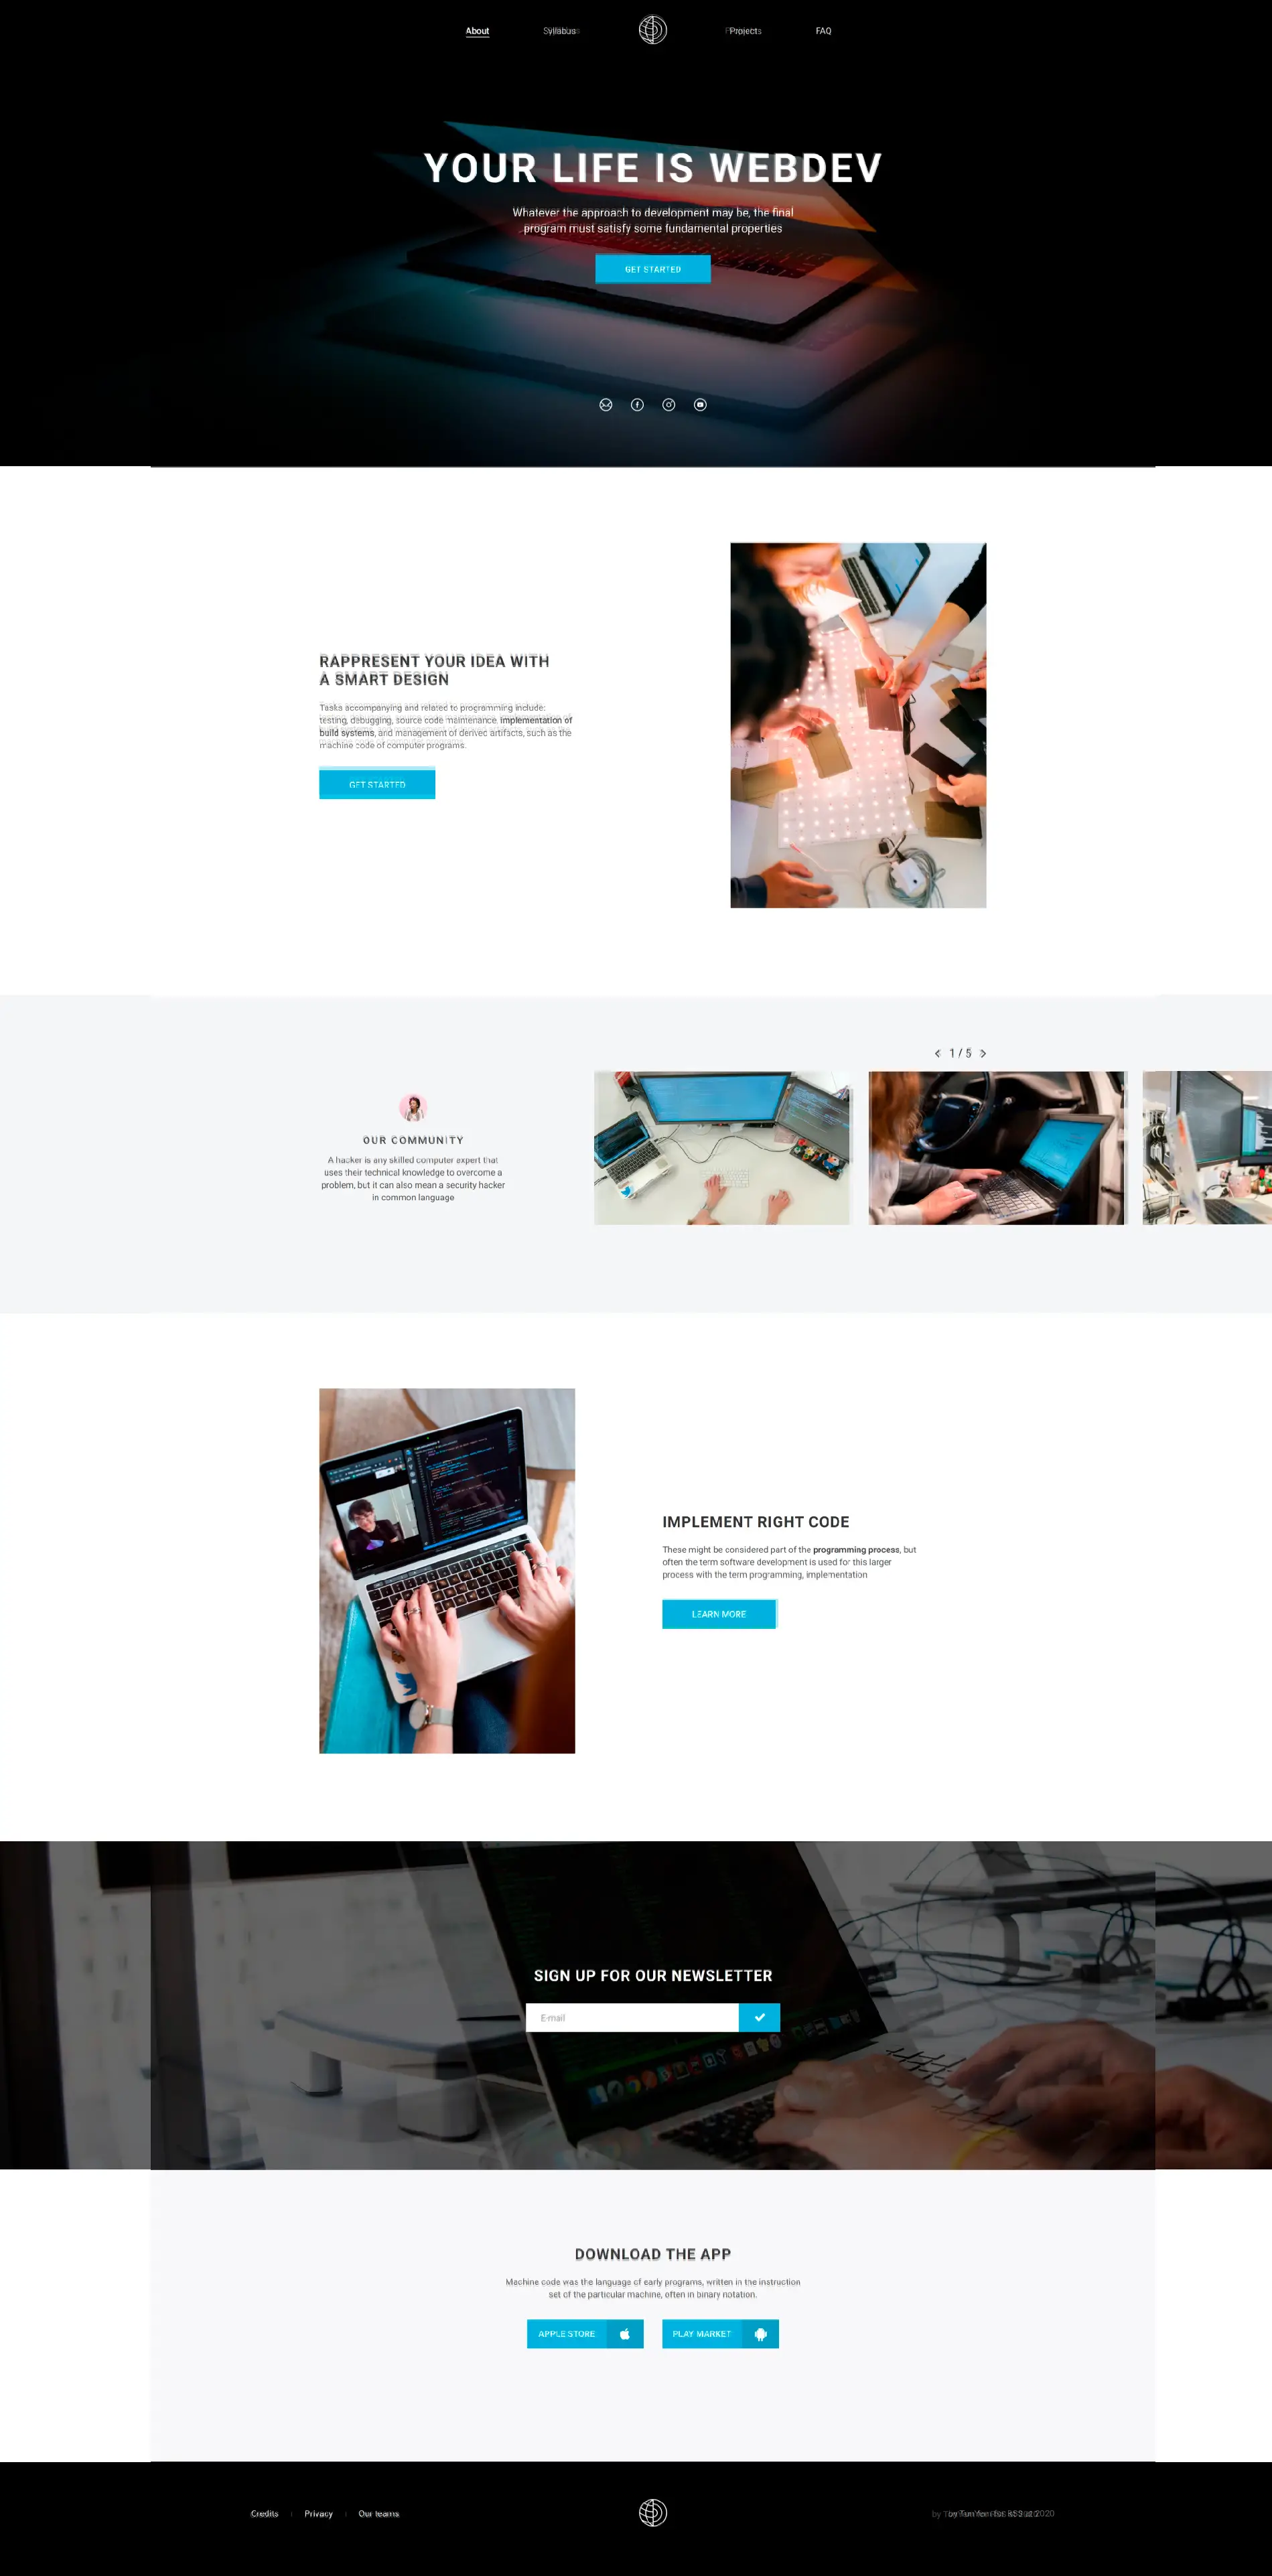 About
Syllabus
Projects
FAQ
YOUR LIFE IS WEBDEV
Whatever the approach to development may be, the final
program must satisfy some fundamental properties
GET STARTED
RAPPRESENT YOUR IDEA WITH
A SMART DESIGN
Tasks accompanying and related to programming include:
testing, debugging, source code maintenance, implementation of
build systems, and management of derived artifacts, such as the
machine code of computer programs.
GET STARTED
1 / 5
OUR COMMUNITY
A hacker is any skilled computer expert that
uses their technical knowledge to overcome a
problem, but it can also mean a security hacker
in common language
IMPLEMENT RIGHT CODE
These might be considered part of the programming process, but
often the term software development is used for this larger
process with the term programming, implementation
LEARN MORE
SIGN UP FOR OUR NEWSLETTER
E-mail
DOWNLOAD THE APP
Machine code was the language of early programs, written in the instruction
set of the particular machine, often in binary notation.
APPLE STORE
PLAY MARKET
Credits
Privacy
Our teams
by 2020